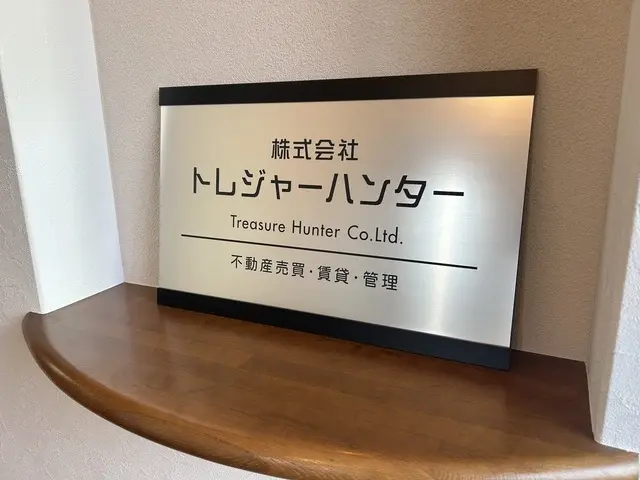 株式会社
トレジャーハンター
Treasure Hunter Co.Ltd.
不動産売買・賃貸・管理